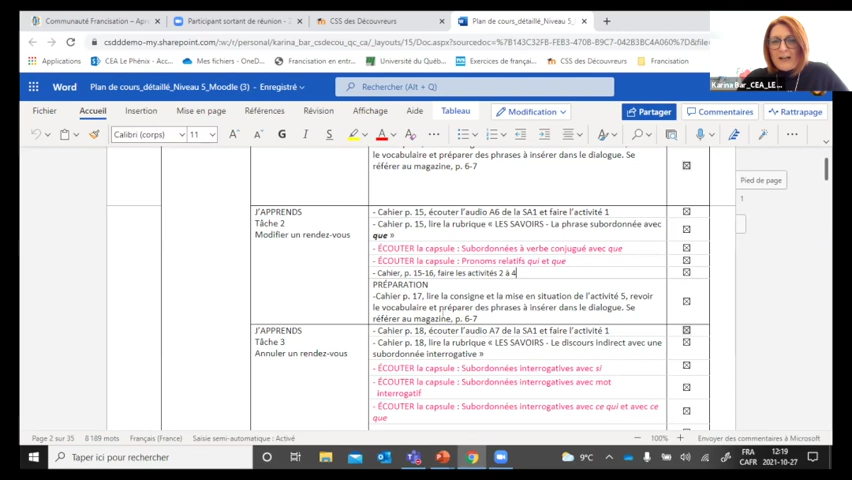 Communauté Francisation – Apre
Participant sortant de réunion - Z
CSS des Découvreurs
Plan de cours_détaillé_Niveau 5_
csdddemo-my.sharepoint.com/:w:/r/personal/karina_bar_csdecou_qc_ca/_layouts/15/Doc.aspx?sourcedoc=%7B143C32FB-EF38-470B-B9C7-042B3BC4A060%7D&file=
Applications
CEA Le Phénix - Acc
Mes fichiers - OneD...
Francisation en entr...
Université du Québ...
Exercices de françai...
CSS des Découvreurs
Francisation
Karina Bar_CEA_LE_...
Word
Plan de cours_détaillé_Niveau 5_Moodle (3) - Enregistré
Rechercher (Alt + Q)
Fichier
Accueil
Insertion
Mise en page
Références
Révision
Affichage
Aide
Tableau
Modification
Partager
Commentaires
Rattrapage
Calibri (corps)
11
G
I
S
Pied de page
1
le vocabulaire et préparer des phrases à insérer dans le dialogue. Se
référer au magazine, p. 6-7
J'APPRENDS
Tâche 2
Modifier un rendez-vous
- Cahier p. 15, écouter l'audio A6 de la SA1 et faire l'activité 1
- Cahier p. 15, lire la rubrique « LES SAVOIRS - La phrase subordonnée avec
que »
- ÉCOUTER la capsule : Subordonnées à verbe conjugué avec que
- ÉCOUTER la capsule : Pronoms relatifs qui et que
- Cahier, p. 15-16, faire les activités 2 à 4
PRÉPARATION
-Cahier p. 17, lire la consigne et la mise en situation de l'activité 5, revoir
le vocabulaire et préparer des phrases à insérer dans le dialogue. Se
référer au magazine, p. 6-7
J'APPRENDS
Tâche 3
Annuler un rendez-vous
- Cahier p. 18, écouter l'audio A7 de la SA1 et faire l'activité 1
- Cahier p. 18, lire la rubrique « LES SAVOIRS - Le discours indirect avec une
subordonnée interrogative »
- ÉCOUTER la capsule : Subordonnées interrogatives avec si
- ÉCOUTER la capsule : Subordonnées interrogatives avec mot
interrogatif
- ÉCOUTER la capsule : Subordonnées interrogatives avec ce qui et avec ce
que
Page 2 sur 35
8 189 mots
Français (France)
Saisie semi-automatique : Activé
100%
Envoyer des commentaires à Microsoft
Taper ici pour rechercher
9°C
FRA
CAFR
12:19
2021-10-27